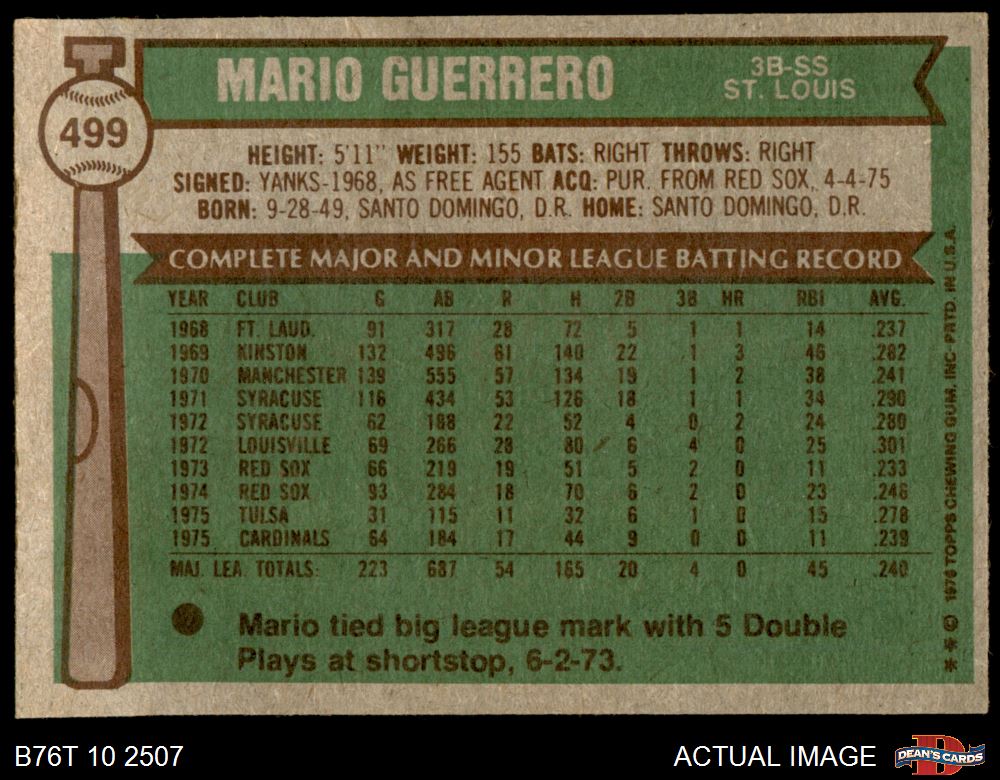 499
MARIO GUERRERO
3B-SS
ST. LOUIS
HEIGHT: 5'11" WEIGHT: 155 BATS: RIGHT THROWS: RIGHT
SIGNED: YANKS-1968, AS FREE AGENT ACQ: PUR. FROM RED SOX, 4-4-75
BORN: 9-28-49, SANTO DOMINGO, D.R. HOME: SANTO DOMINGO, D.R.
COMPLETE MAJOR AND MINOR LEAGUE BATTING RECORD
YEAR CLUB G AB R H 2B 3B HR RBI AVG.
1968 FT. LAUD. 91 317 28 72 5 1 1 14 .237
1969 KINSTON 132 496 61 140 22 1 3 46 .282
1970 MANCHESTER 139 555 57 134 19 1 2 38 .241
1971 SYRACUSE 116 434 53 126 18 1 1 34 .290
1972 SYRACUSE 62 188 22 52 4 0 2 24 .280
1972 LOUISVILLE 69 266 28 80 6 4 0 25 .301
1973 RED SOX 66 219 19 51 5 2 0 11 .233
1974 RED SOX 93 284 18 70 6 2 0 23 .246
1975 TULSA 31 115 11 32 6 1 0 15 .278
1975 CARDINALS 64 184 17 44 9 0 0 11 .239
MAJ. LEA. TOTALS: 223 687 54 165 20 4 0 45 .240
Mario tied big league mark with 5 Double
Plays at shortstop, 6-2-73.
** © 1976 TOPPS CHEWING GUM, INC. PRTD. IN U.S.A.
B76T 10 2507 ACTUAL IMAGE
D
DEAN'S CARDS